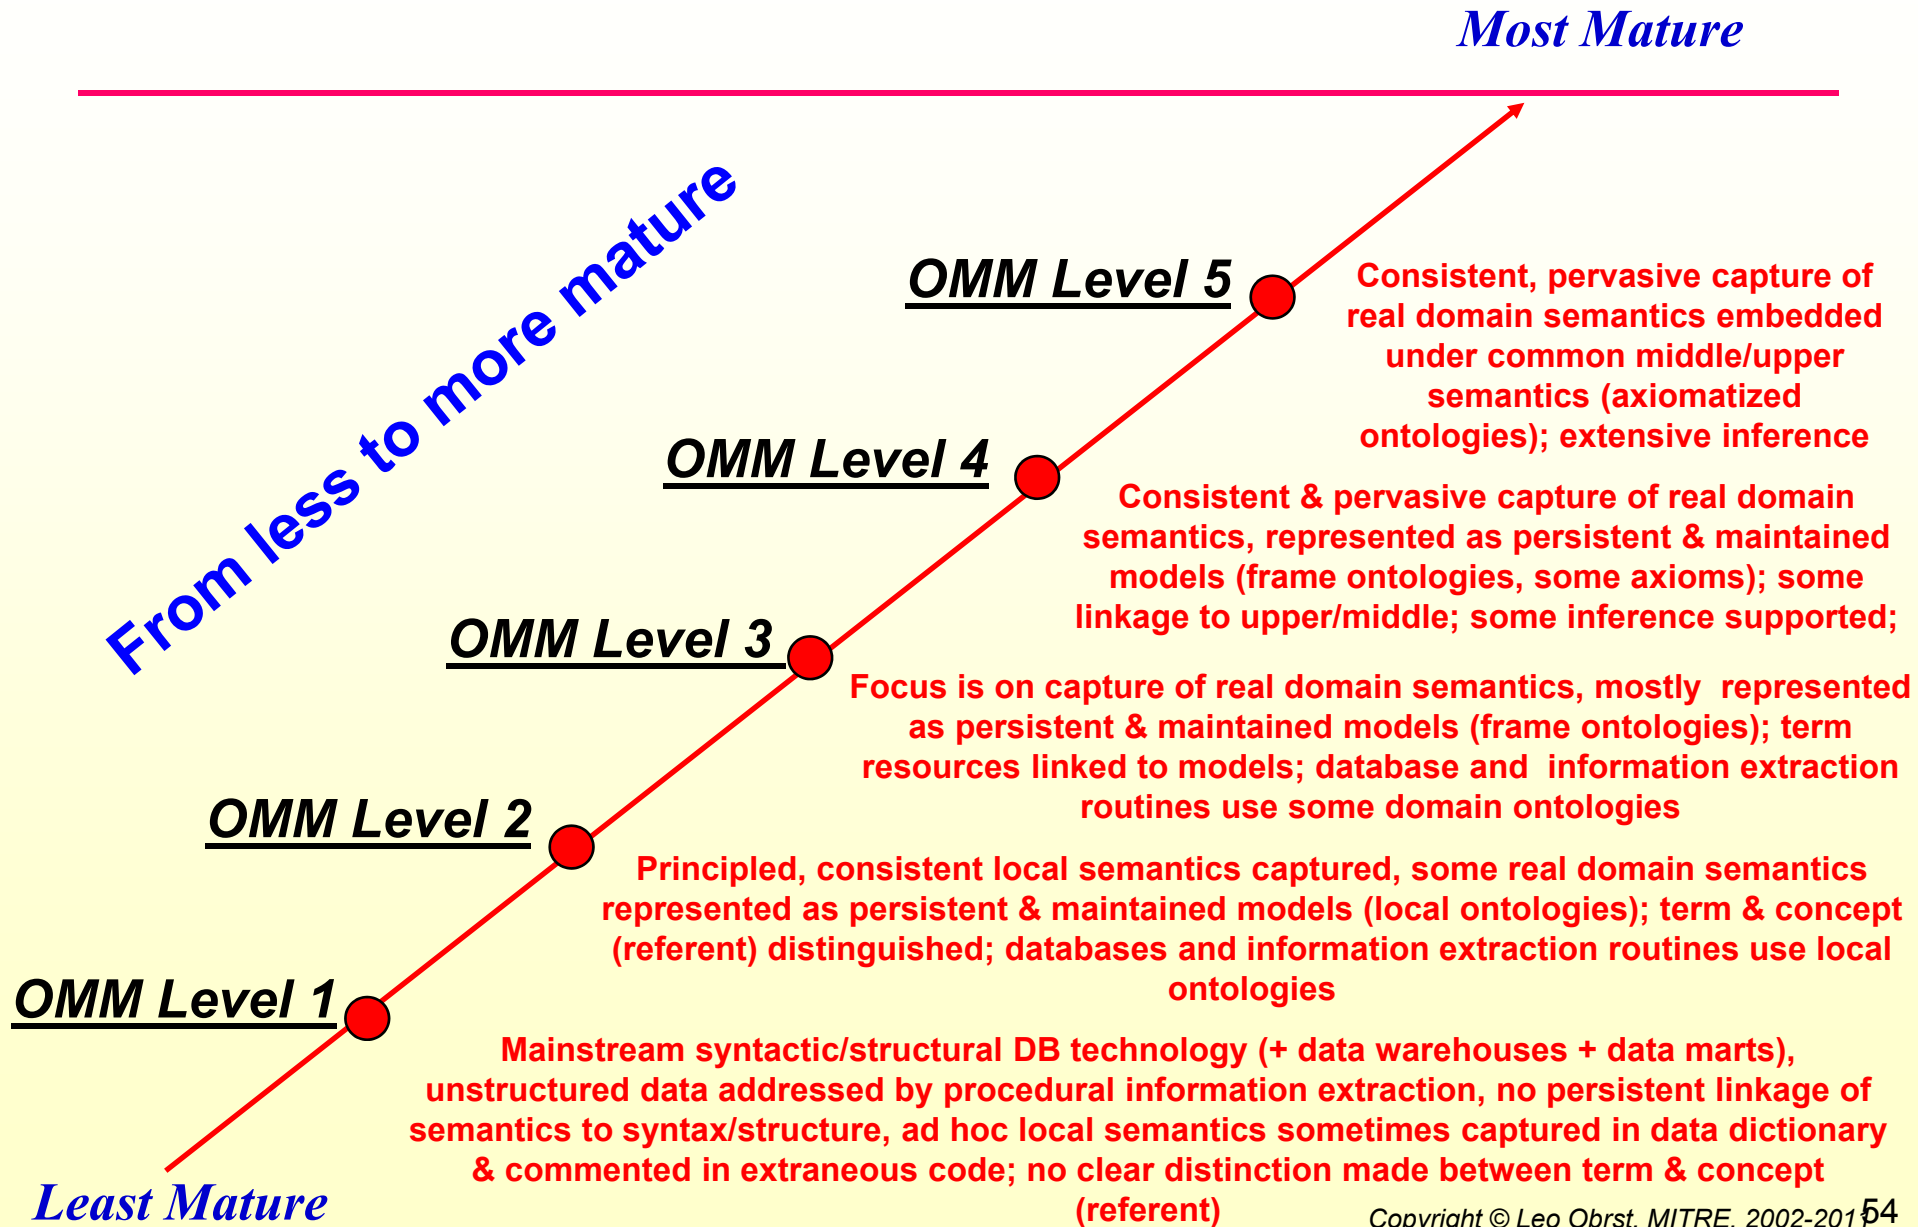 Most Mature
From less to more mature
OMM Level 5
Consistent, pervasive capture of
real domain semantics embedded
under common middle/upper
semantics (axiomatized
ontologies); extensive inference
OMM Level 4
Consistent & pervasive capture of real domain
semantics, represented as persistent & maintained
models (frame ontologies, some axioms); some
linkage to upper/middle; some inference supported;
OMM Level 3
Focus is on capture of real domain semantics, mostly represented
as persistent & maintained models (frame ontologies); term
resources linked to models; database and information extraction
routines use some domain ontologies
OMM Level 2
Principled, consistent local semantics captured, some real domain semantics
represented as persistent & maintained models (local ontologies); term & concept
(referent) distinguished; databases and information extraction routines use local
ontologies
OMM Level 1
Mainstream syntactic/structural DB technology (+ data warehouses + data marts),
unstructured data addressed by procedural information extraction, no persistent linkage of
semantics to syntax/structure, ad hoc local semantics sometimes captured in data dictionary
& commented in extraneous code; no clear distinction made between term & concept
(referent)
Least Mature
Copyright © Leo Obrst, MITRE, 2002-2011
54